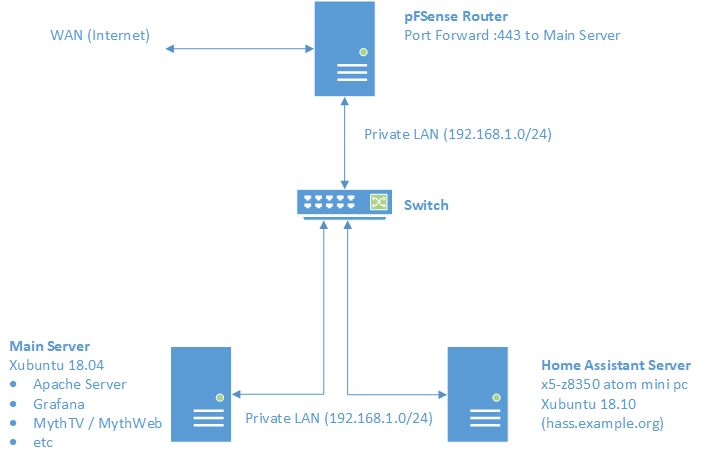 pFSense Router
WAN (Internet)
Port Forward :443 to Main Server
Private LAN (192.168.1.0/24)
Switch
Main Server
Xubuntu 18.04
• Apache Server
• Grafana
• MythTV / MythWeb
• etc
Private LAN (192.168.1.0/24)
Home Assistant Server
x5-z8350 atom mini pc
Xubuntu 18.10
(hass.example.org)